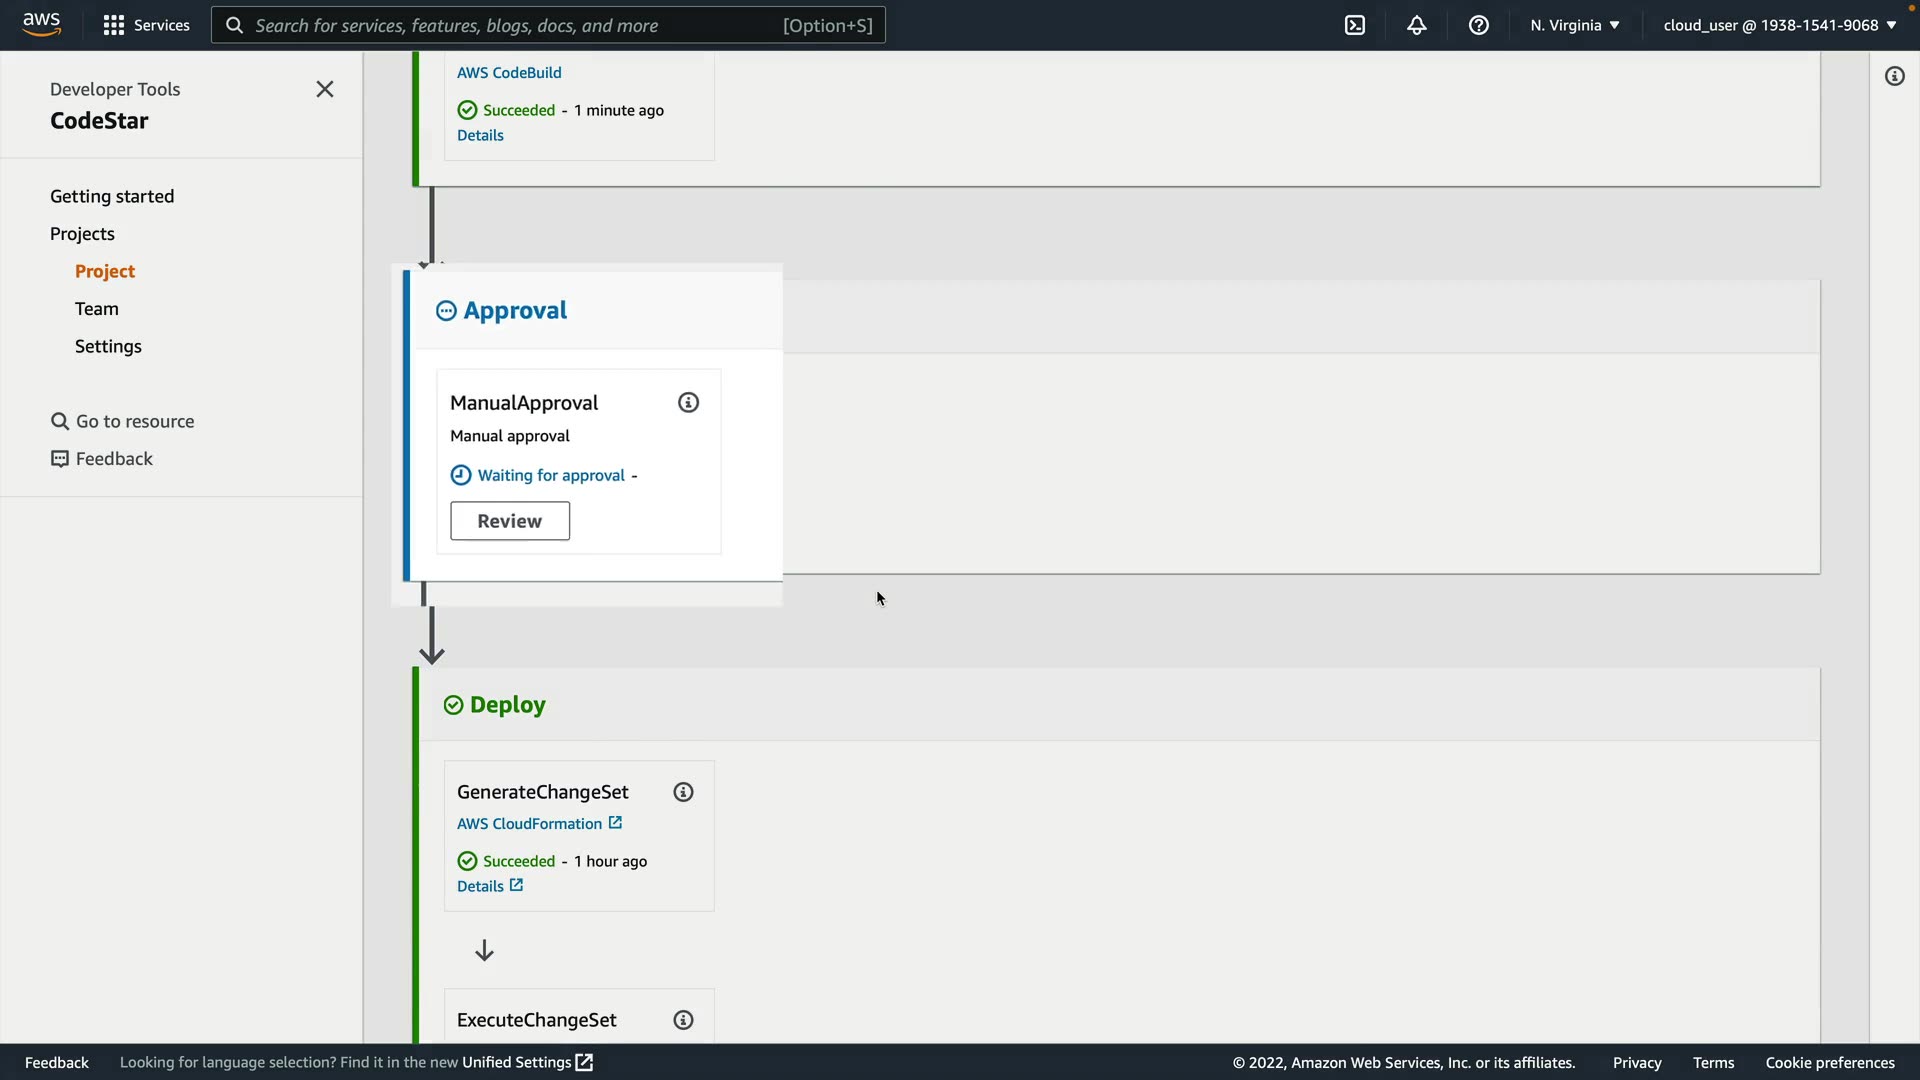 aws
Services
Search for services, features, blogs, docs, and more
[Option+S]
N. Virginia
cloud_user @ 1938-1541-9068
Developer Tools
CodeStar
Getting started
Projects
Project
Team
Settings
Go to resource
Feedback
AWS CodeBuild
Succeeded - 1 minute ago
Details
Approval
ManualApproval
Manual approval
Waiting for approval -
Review
Deploy
GenerateChangeSet
AWS CloudFormation
Succeeded - 1 hour ago
Details
ExecuteChangeSet
Feedback
Looking for language selection? Find it in the new Unified Settings
© 2022, Amazon Web Services, Inc. or its affiliates.
Privacy
Terms
Cookie preferences